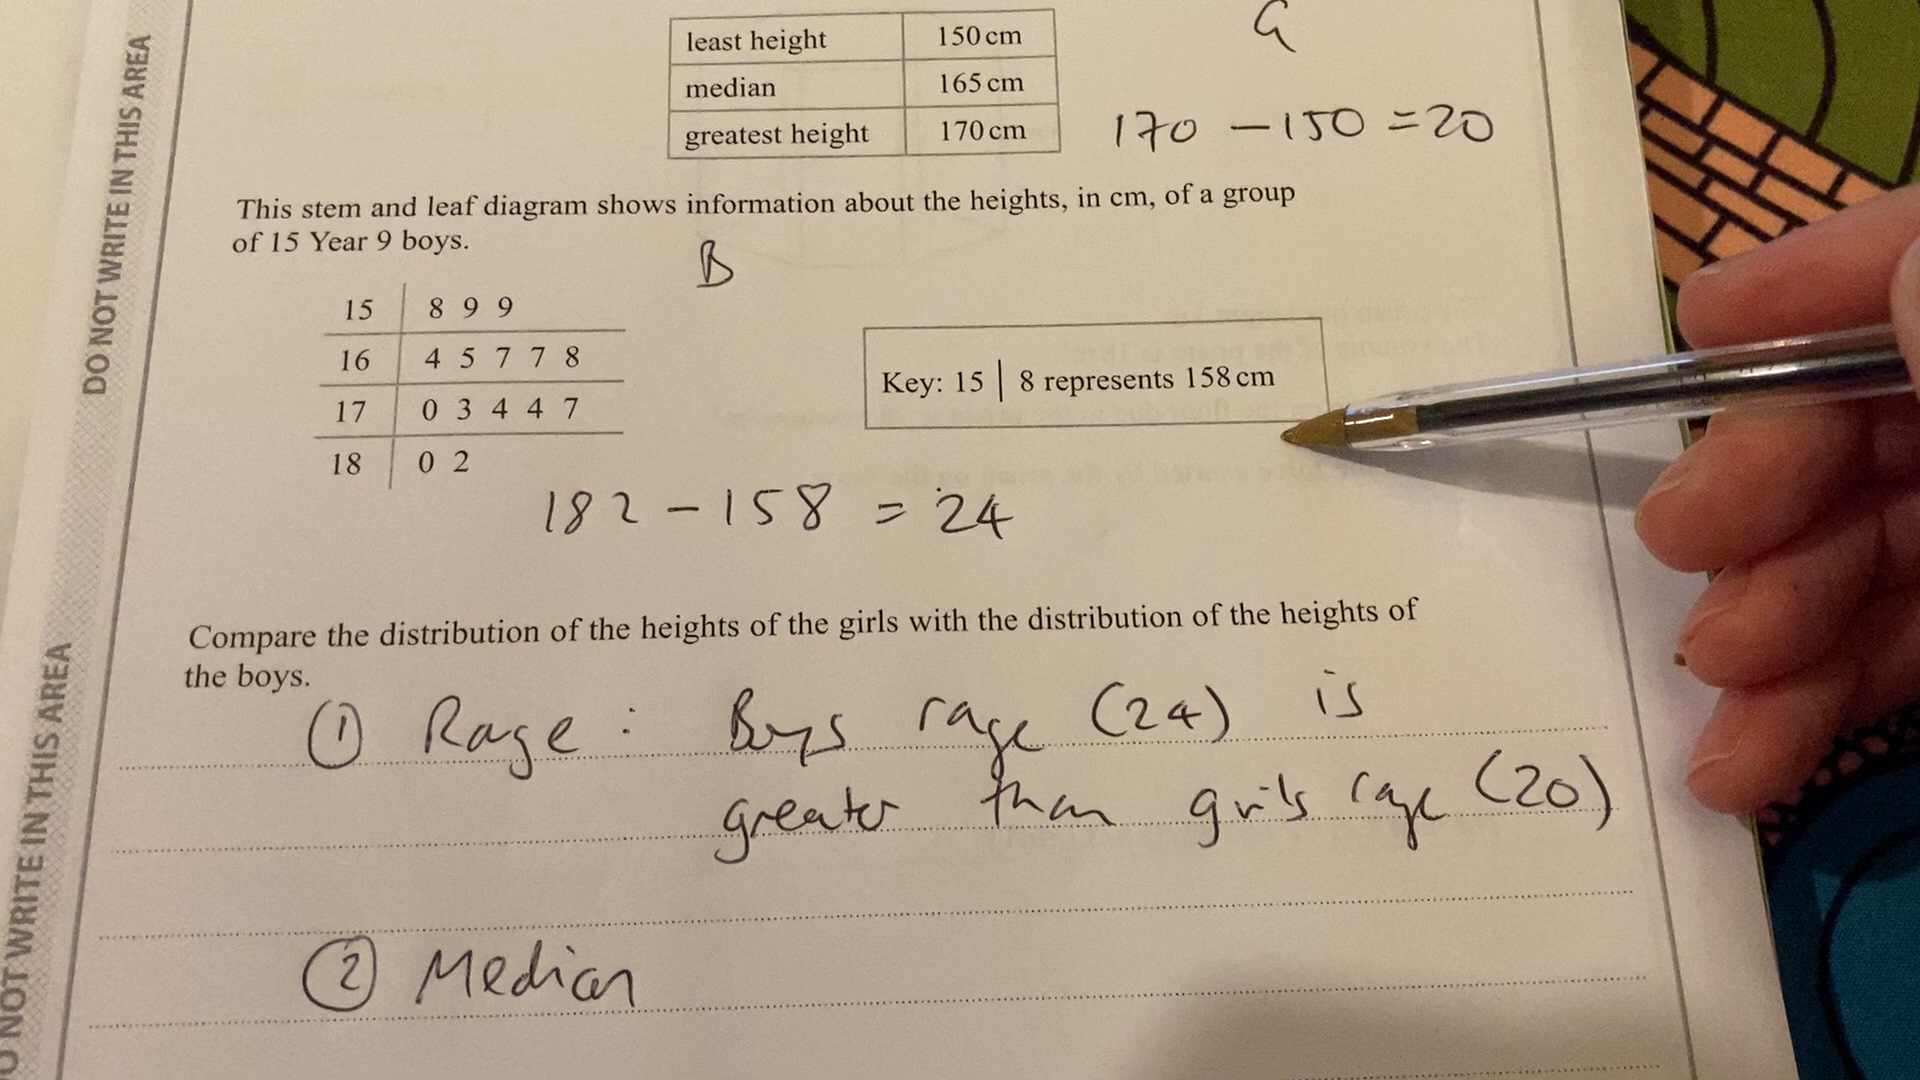 G
least height 150 cm
median 165 cm
greatest height 170 cm
170 - 150 = 20
This stem and leaf diagram shows information about the heights, in cm, of a group
of 15 Year 9 boys.
B
15 | 8 9 9
16 | 4 5 7 7 8
17 | 0 3 4 4 7
18 | 0 2
Key: 15 | 8 represents 158 cm
182 - 158 = 24
Compare the distribution of the heights of the girls with the distribution of the heights of
the boys.
① Rage : Boys rage (24) is
greater than girls rage (20)
② Median
DO NOT WRITE IN THIS AREA
DO NOT WRITE IN THIS AREA